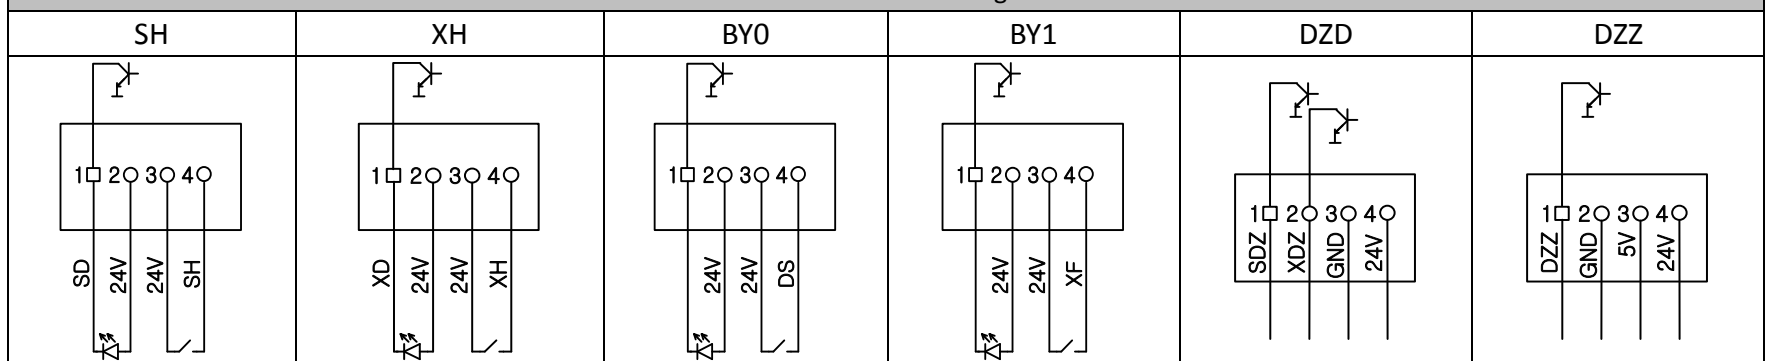 SH XH BY0 BY1 DZD DZZ
1 2 3 4
SD 24V 24V SH
1 2 3 4
XD 24V 24V XH
1 2 3 4
24V 24V DS
1 2 3 4
24V 24V XF
1 2 3 4
SDZ XDZ GND 24V
1 2 3 4
DZZ GND 5V 24V